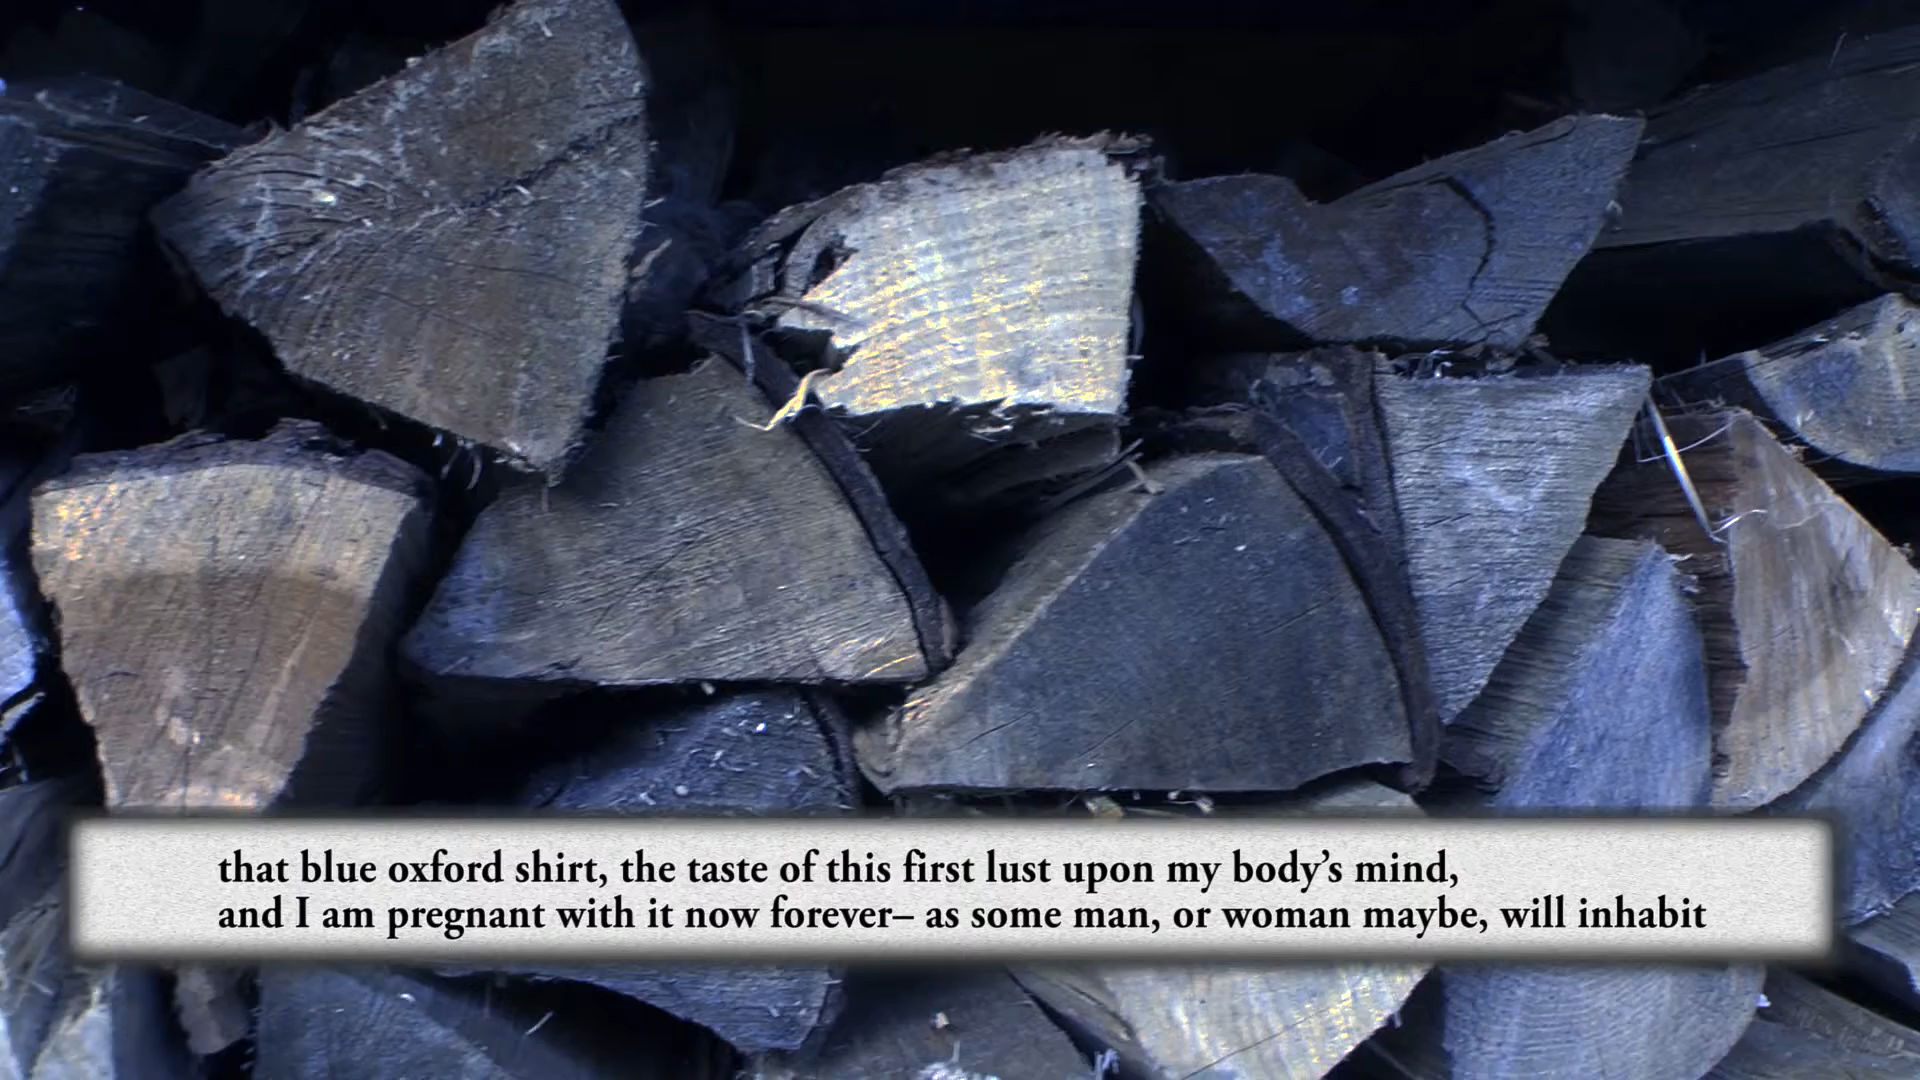 that blue oxford shirt, the taste of this first lust upon my body’s mind,
and I am pregnant with it now forever– as some man, or woman maybe, will inhabit